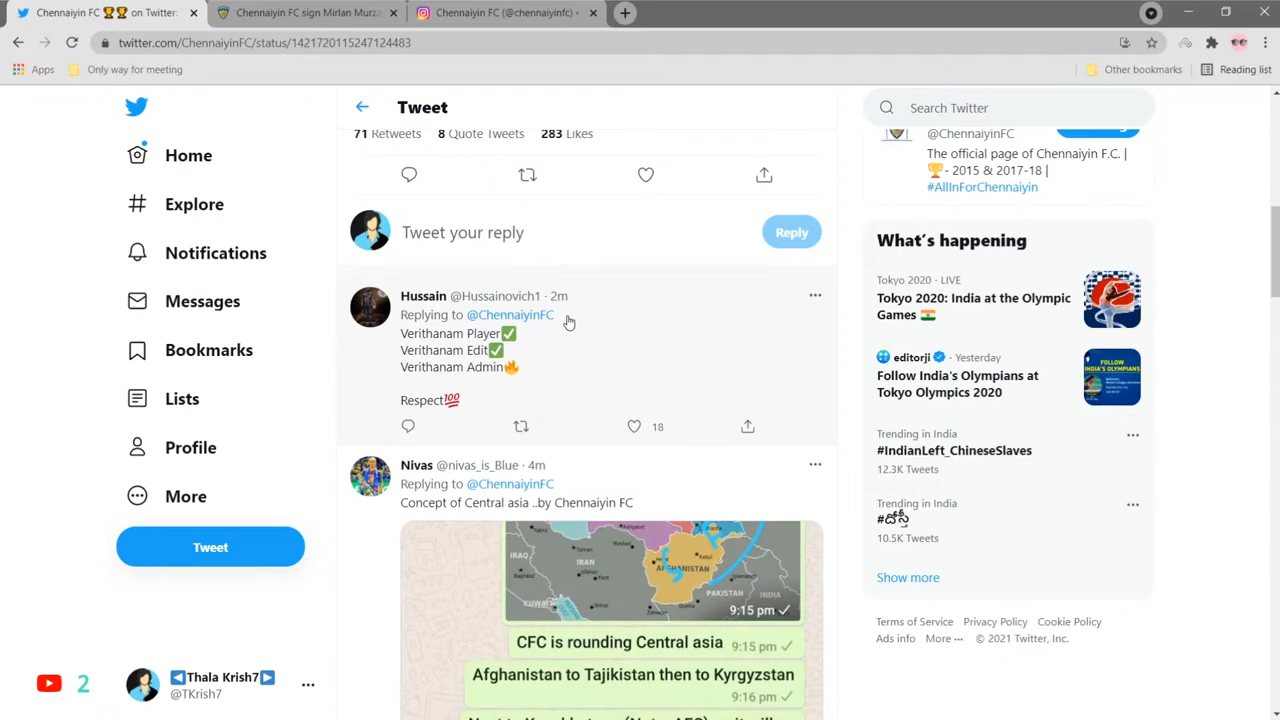 Chennaiyin FC 🏆🏆 on Twitter:
Chennaiyin FC sign Mirlan Murza
Chennaiyin FC (@chennaiyinfc) •
twitter.com/ChennaiyinFC/status/1421720115247124483
Apps
Only way for meeting
Other bookmarks
Reading list
Home
Explore
Notifications
Messages
Bookmarks
Lists
Profile
More
Tweet
2
◀Thala Krish7▶
@TKrish7
Tweet
71 Retweets 8 Quote Tweets 283 Likes
Tweet your reply
Reply
Hussain @Hussainovich1 · 2m
Replying to @ChennaiyinFC
Verithanam Player✅
Verithanam Edit✅
Verithanam Admin🔥
Respect💯
18
Nivas @nivas_is_Blue · 4m
Replying to @ChennaiyinFC
Concept of Central asia ..by Chennaiyin FC
IRAQ
IRAN
Kuwait
AFGHANISTAN
Kabul
PAKISTAN
INDIA
9:15 pm ✓
CFC is rounding Central asia
9:15 pm ✓
Afghanistan to Tajikistan then to Kyrgyzstan
9:16 pm ✓
Search Twitter
@ChennaiyinFC
The official page of Chennaiyin F.C. |
🏆- 2015 & 2017-18 |
#AllInForChennaiyin
What's happening
Tokyo 2020 · LIVE
Tokyo 2020: India at the Olympic
Games 🇮🇳
editorji · Yesterday
Follow India's Olympians at
Tokyo Olympics 2020
Trending in India
#IndianLeft_ChineseSlaves
12.3K Tweets
Trending in India
#దోస్తీ
10.5K Tweets
Show more
Terms of Service Privacy Policy Cookie Policy
Ads info More ··· © 2021 Twitter, Inc.